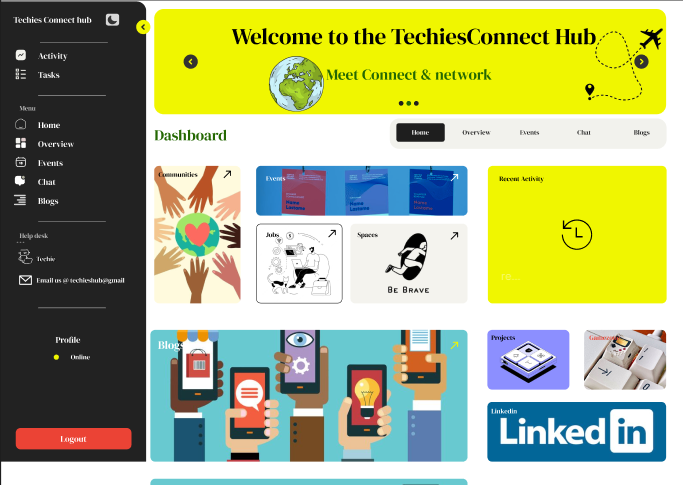 Techies Connect hub
Activity
Tasks
Menu
Home
Overview
Events
Chat
Blogs
Help desk
Techie
Email us @ techieshub@gmail
Profile
Online
Logout
Welcome to the TechiesConnect Hub
Meet Connect & network
Dashboard
Home
Overview
Events
Chat
Blogs
Communities
Events
Jobs
Spaces
BE BRAVE
Recent Activity
Blogs
Projects
Linkedin
Linked in